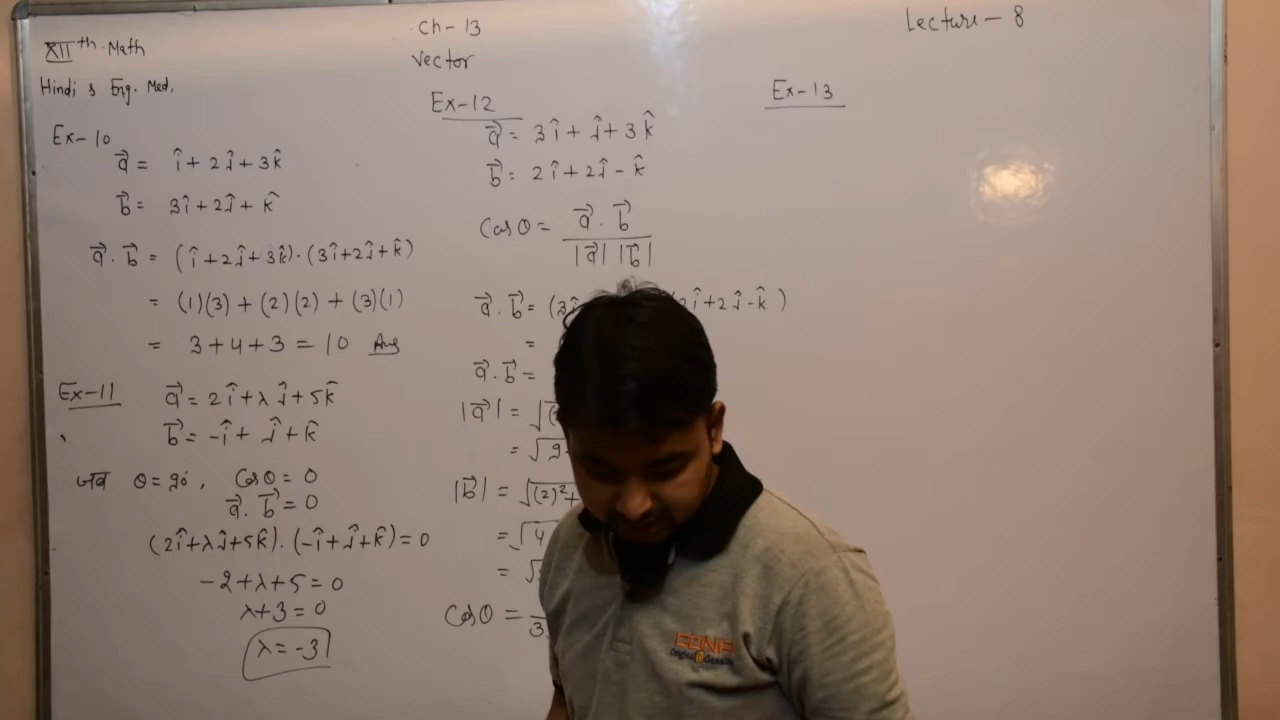 XIIth Math
Hindi & Eng. Med.
Ch-13
Vector
Lecture-8
Ex-10
a⃗ = î + 2ĵ + 3k̂
b⃗ = 3î + 2ĵ + k̂
a⃗ . b⃗ = (î + 2ĵ + 3k̂) . (3î + 2ĵ + k̂)
= (1)(3) + (2)(2) + (3)(1)
= 3 + 4 + 3 = 10 Ans
Ex-11 a⃗ = 2î + λĵ + 5k̂
b⃗ = -î + ĵ + k̂
जब θ = 90°, Cosθ = 0
a⃗ . b⃗ = 0
(2î + λĵ + 5k̂) . (-î + ĵ + k̂) = 0
-2 + λ + 5 = 0
λ + 3 = 0
λ = -3
Ex-12
a⃗ = 3î + ĵ + 3k̂
b⃗ = 2î + 2ĵ - k̂
Cosθ = a⃗ . b⃗
|a⃗| |b⃗|
a⃗ . b⃗ = (3î î + 2ĵ - k̂)
=
a⃗ . b⃗ =
|a⃗| = √(
= √9
|b⃗| = √(2)² +
= √4
= √
Cosθ =
3
Ex-13